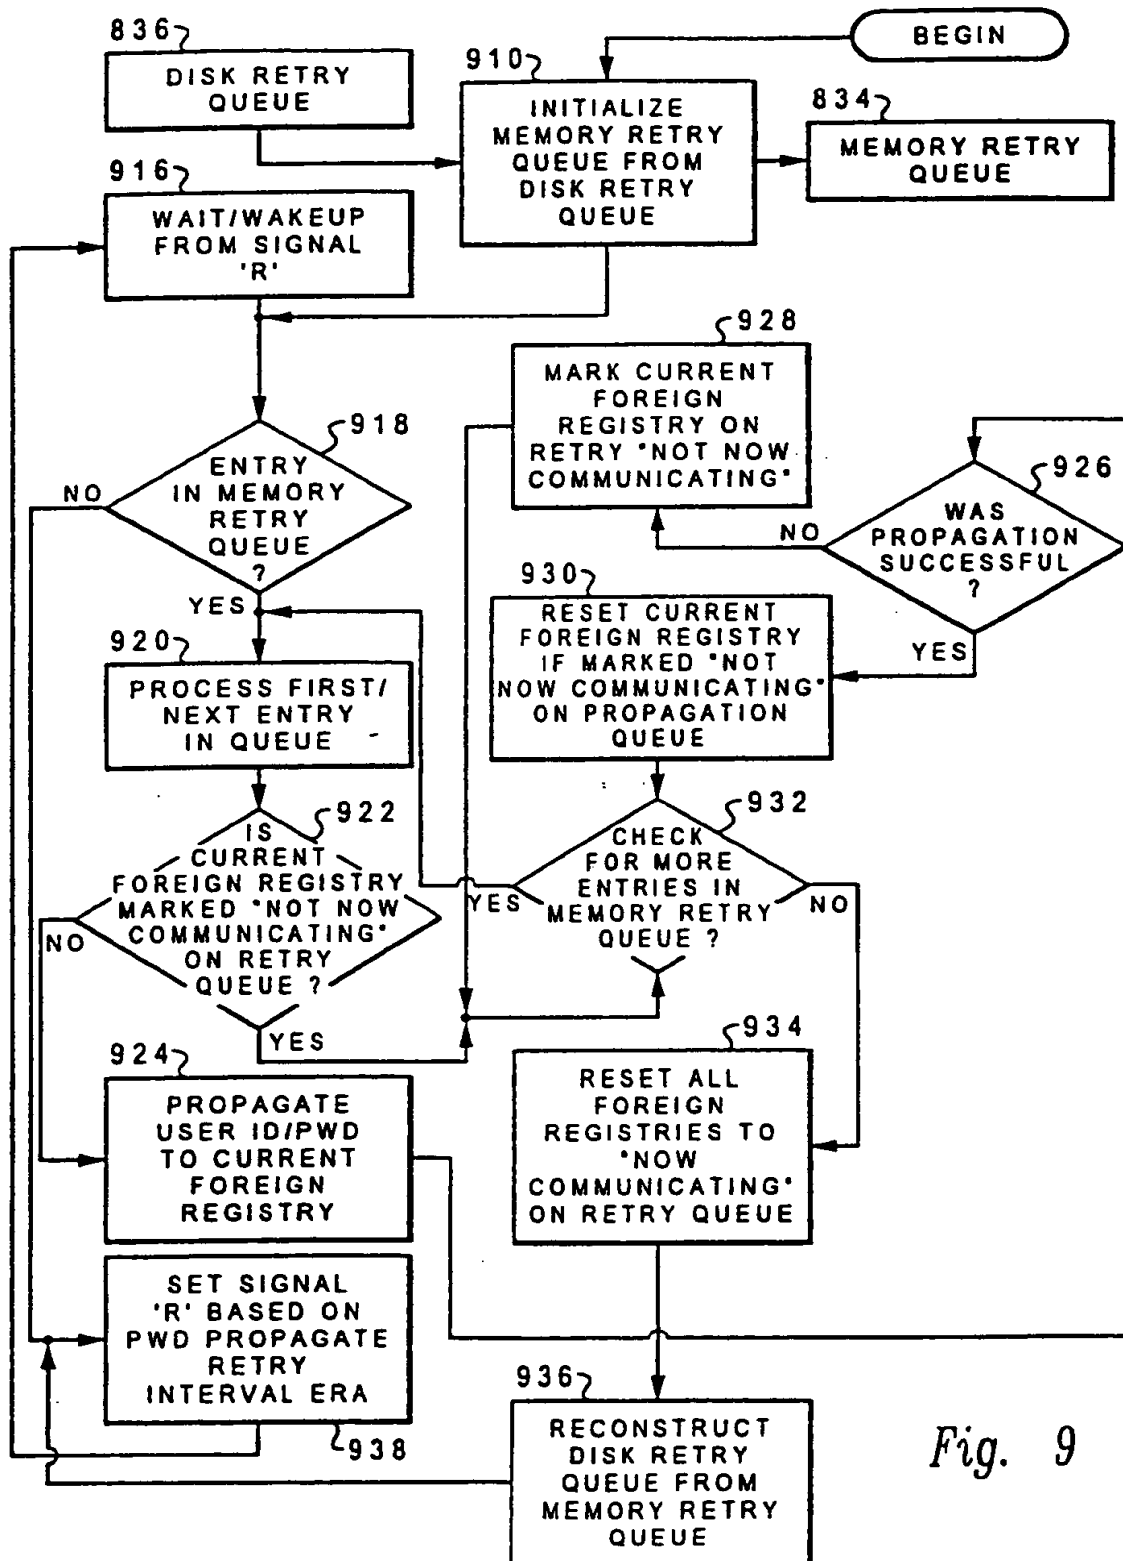 BEGIN
836
DISK RETRY
QUEUE
910
INITIALIZE
MEMORY RETRY
QUEUE FROM
DISK RETRY
QUEUE
834
MEMORY RETRY
QUEUE
916
WAIT/WAKEUP
FROM SIGNAL
'R'
928
MARK CURRENT
FOREIGN
REGISTRY ON
RETRY "NOT NOW
COMMUNICATING"
918
ENTRY
IN MEMORY
RETRY
QUEUE
?
NO
YES
926
WAS
PROPAGATION
SUCCESSFUL
?
NO
YES
920
PROCESS FIRST/
NEXT ENTRY
IN QUEUE
930
RESET CURRENT
FOREIGN REGISTRY
IF MARKED "NOT
NOW COMMUNICATING"
ON PROPAGATION
QUEUE
922
IS
CURRENT
FOREIGN REGISTRY
MARKED "NOT NOW
COMMUNICATING"
ON RETRY
QUEUE ?
NO
YES
932
CHECK
FOR MORE
ENTRIES IN
MEMORY RETRY
QUEUE ?
YES
NO
924
PROPAGATE
USER ID/PWD
TO CURRENT
FOREIGN
REGISTRY
934
RESET ALL
FOREIGN
REGISTRIES TO
"NOW
COMMUNICATING"
ON RETRY QUEUE
SET SIGNAL
'R' BASED ON
PWD PROPAGATE
RETRY
INTERVAL ERA
938
936
RECONSTRUCT
DISK RETRY
QUEUE FROM
MEMORY RETRY
QUEUE
Fig. 9